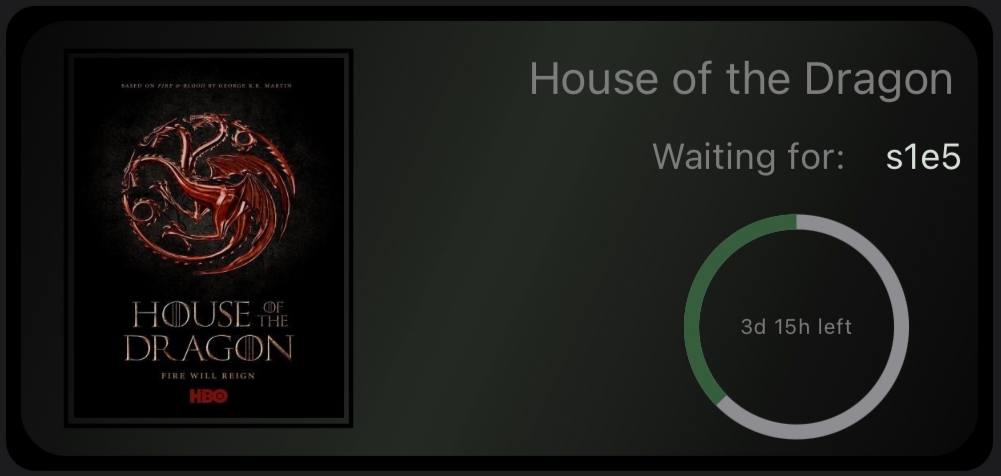 BASED ON FIRE & BLOOD BY GEORGE R.R. MARTIN
HOUSE OF THE
DRAGON
FIRE WILL REIGN
HBO
House of the Dragon
Waiting for: s1e5
3d 15h left